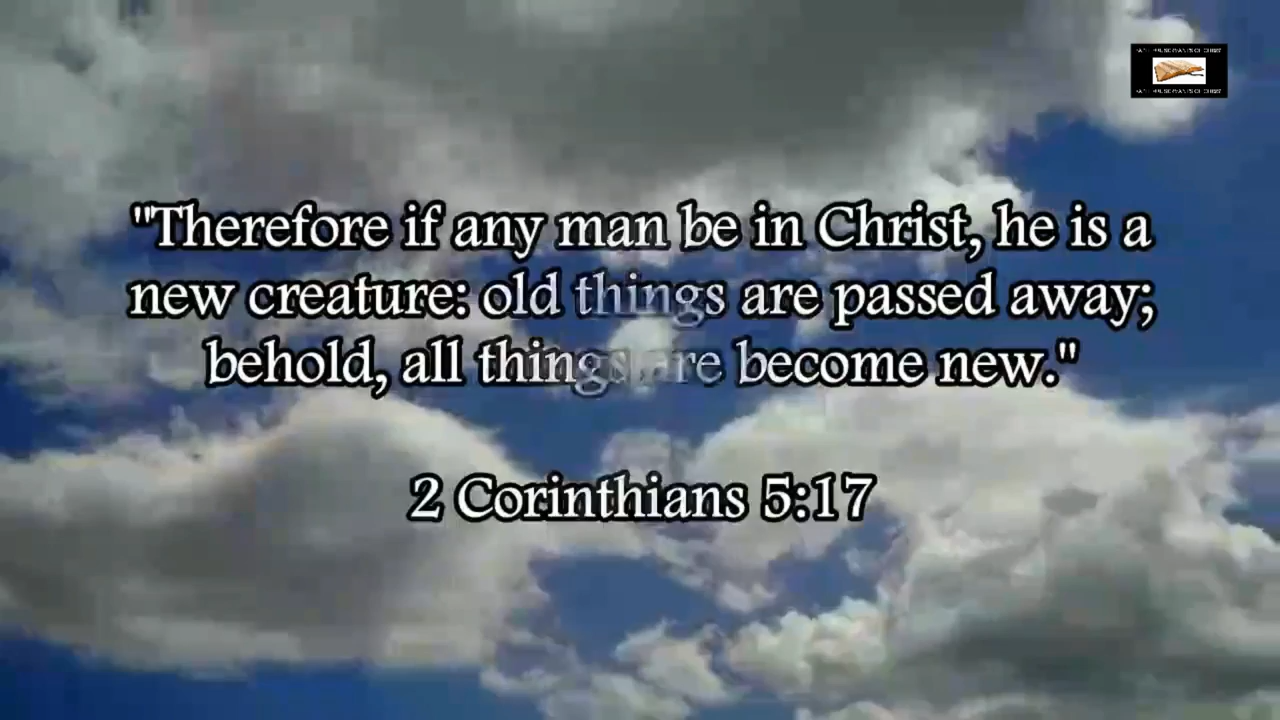 "Therefore if any man be in Christ, he is a
new creature: old things are passed away;
behold, all things are become new."
2 Corinthians 5:17